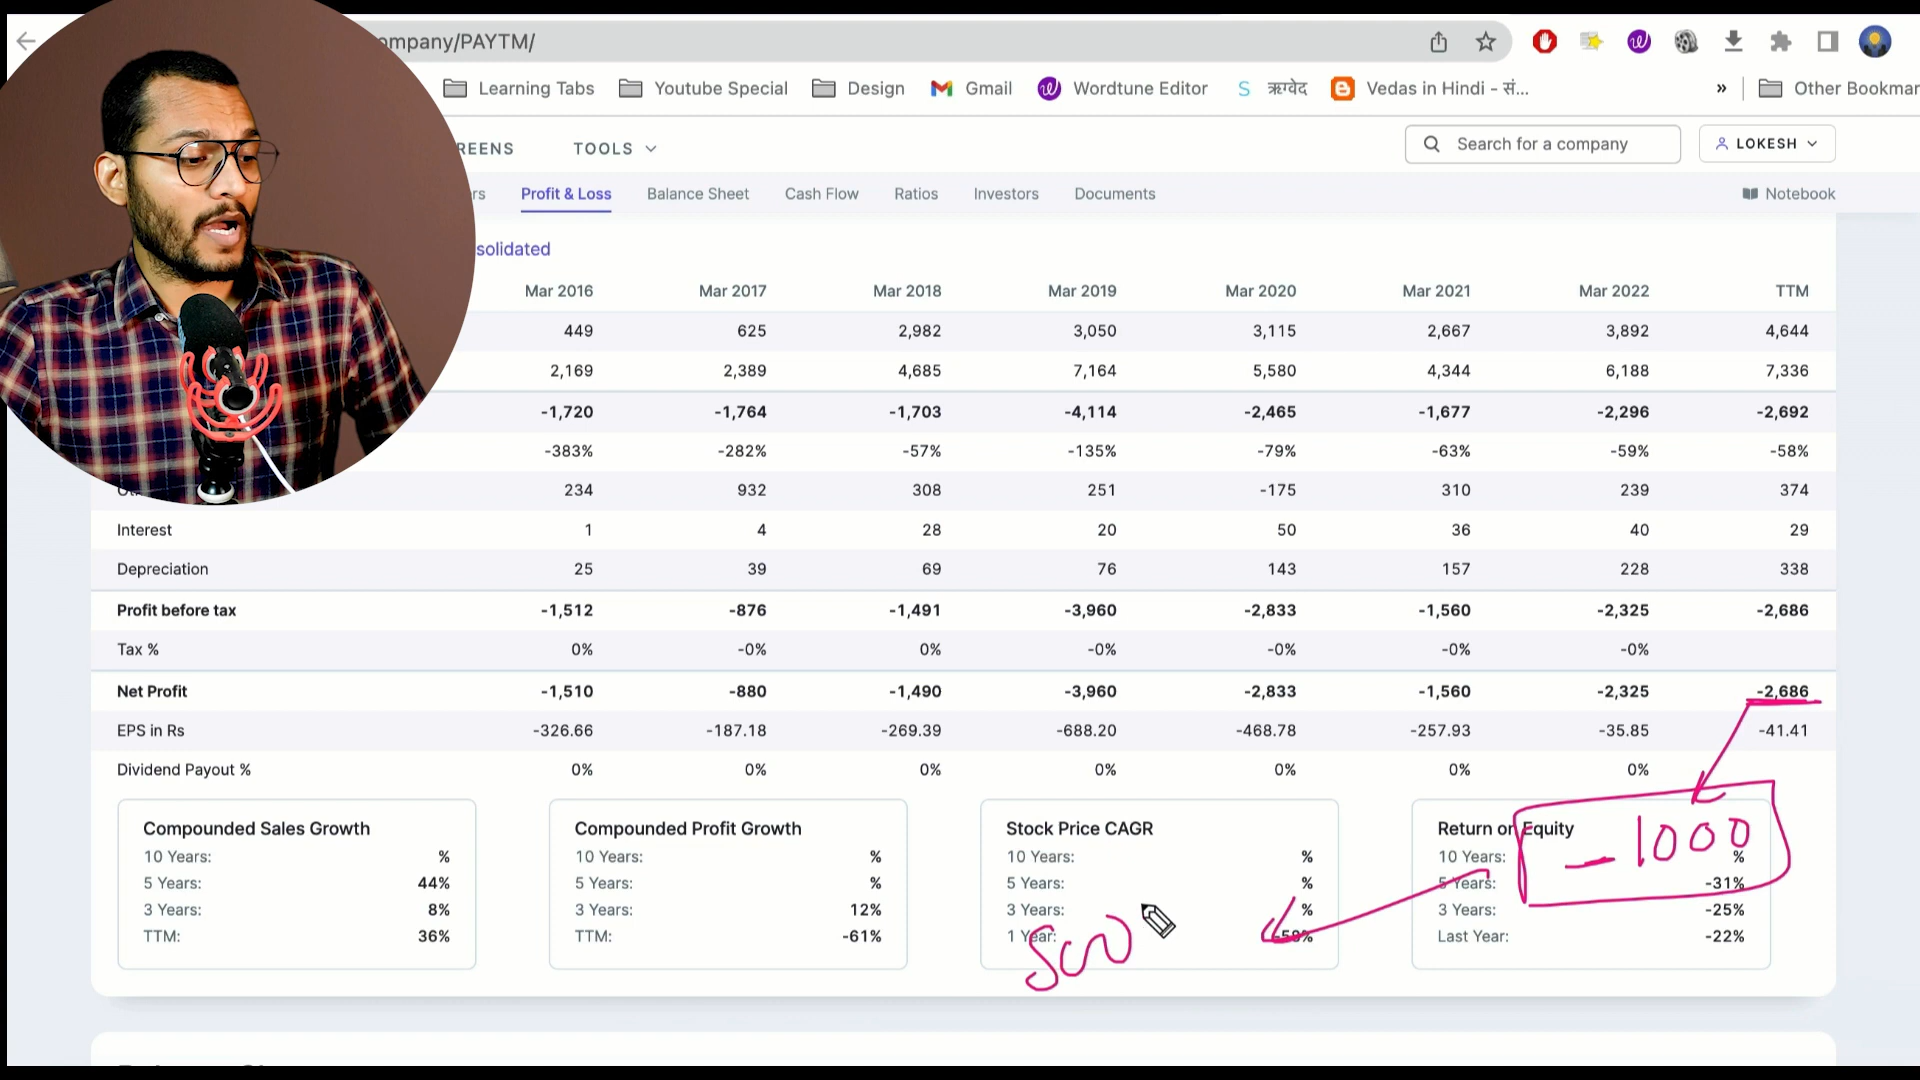 ompany/PAYTM/
Learning Tabs Youtube Special Design Gmail Wordtune Editor ऋग्वेद Vedas in Hindi - सं... » Other Bookmar
REENS TOOLS Search for a company LOKESH
rs Profit & Loss Balance Sheet Cash Flow Ratios Investors Documents Notebook
solidated
Mar 2016 Mar 2017 Mar 2018 Mar 2019 Mar 2020 Mar 2021 Mar 2022 TTM
449 625 2,982 3,050 3,115 2,667 3,892 4,644
2,169 2,389 4,685 7,164 5,580 4,344 6,188 7,336
-1,720 -1,764 -1,703 -4,114 -2,465 -1,677 -2,296 -2,692
-383% -282% -57% -135% -79% -63% -59% -58%
234 932 308 251 -175 310 239 374
Interest 1 4 28 20 50 36 40 29
Depreciation 25 39 69 76 143 157 228 338
Profit before tax -1,512 -876 -1,491 -3,960 -2,833 -1,560 -2,325 -2,686
Tax % 0% -0% 0% -0% -0% -0% -0%
Net Profit -1,510 -880 -1,490 -3,960 -2,833 -1,560 -2,325 -2,686
EPS in Rs -326.66 -187.18 -269.39 -688.20 -468.78 -257.93 -35.85 -41.41
Dividend Payout % 0% 0% 0% 0% 0% 0% 0%
Compounded Sales Growth
10 Years: %
5 Years: 44%
3 Years: 8%
TTM: 36%
Compounded Profit Growth
10 Years: %
5 Years: %
3 Years: 12%
TTM: -61%
Stock Price CAGR
10 Years: %
5 Years: %
3 Years: %
1 Year: -58%
Return on Equity
10 Years: %
5 Years: -31%
3 Years: -25%
Last Year: -22%
- 1000